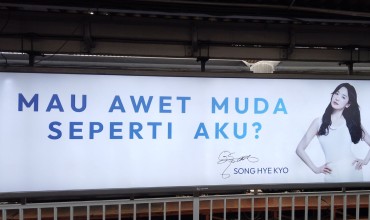 MAU AWET MUDA
SEPERTI AKU?
SONG HYE KYO